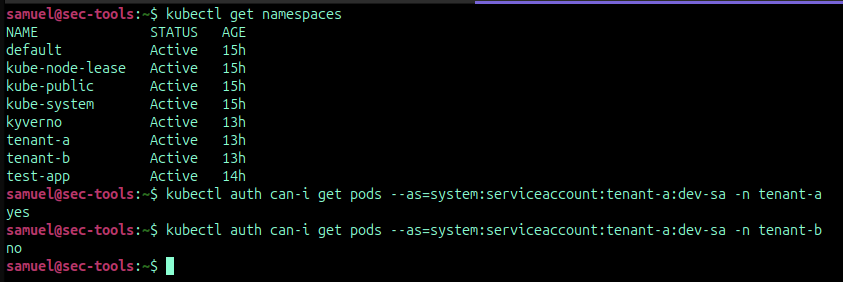 samuel@sec-tools:~$ kubectl get namespaces
NAME              STATUS   AGE
default           Active   15h
kube-node-lease   Active   15h
kube-public       Active   15h
kube-system       Active   15h
kyverno           Active   13h
tenant-a          Active   13h
tenant-b          Active   13h
test-app          Active   14h
samuel@sec-tools:~$ kubectl auth can-i get pods --as=system:serviceaccount:tenant-a:dev-sa -n tenant-a
yes
samuel@sec-tools:~$ kubectl auth can-i get pods --as=system:serviceaccount:tenant-a:dev-sa -n tenant-b
no
samuel@sec-tools:~$